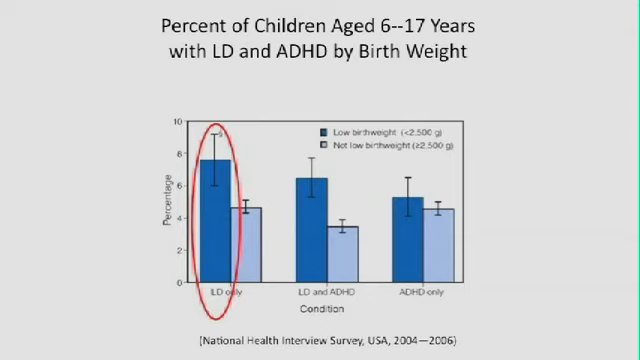 Percent of Children Aged 6--17 Years
with LD and ADHD by Birth Weight
10
8
6
4
2
0
Percentage
§
Low birthweight (<2,500 g)
Not low birthweight (≥2,500 g)
LD only
LD and ADHD
ADHD only
Condition
(National Health Interview Survey, USA, 2004—2006)